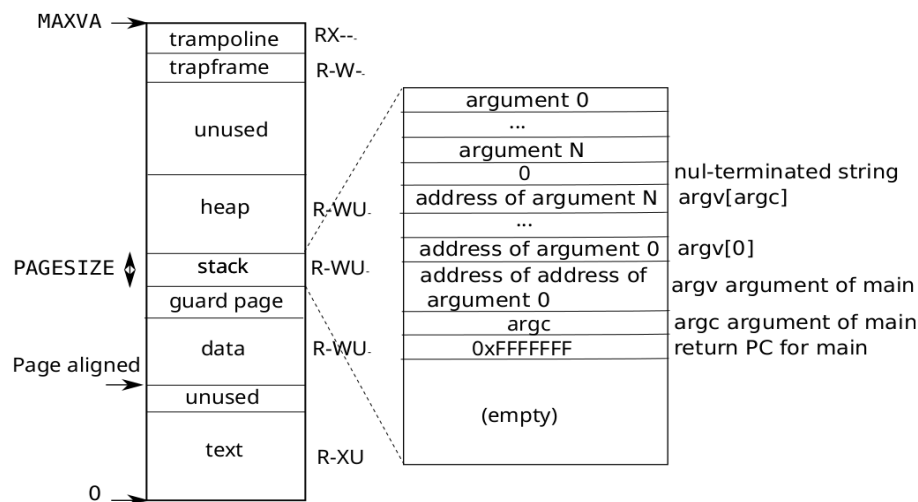 MAXVA
trampoline RX--
trapframe R-W-
unused
heap R-WU
PAGESIZE stack R-WU
guard page
data R-WU
Page aligned
unused
text R-XU
0
argument 0
...
argument N
0 nul-terminated string
address of argument N argv[argc]
...
address of argument 0 argv[0]
address of address of
argument 0 argv argument of main
argc argc argument of main
0xFFFFFFF return PC for main
(empty)